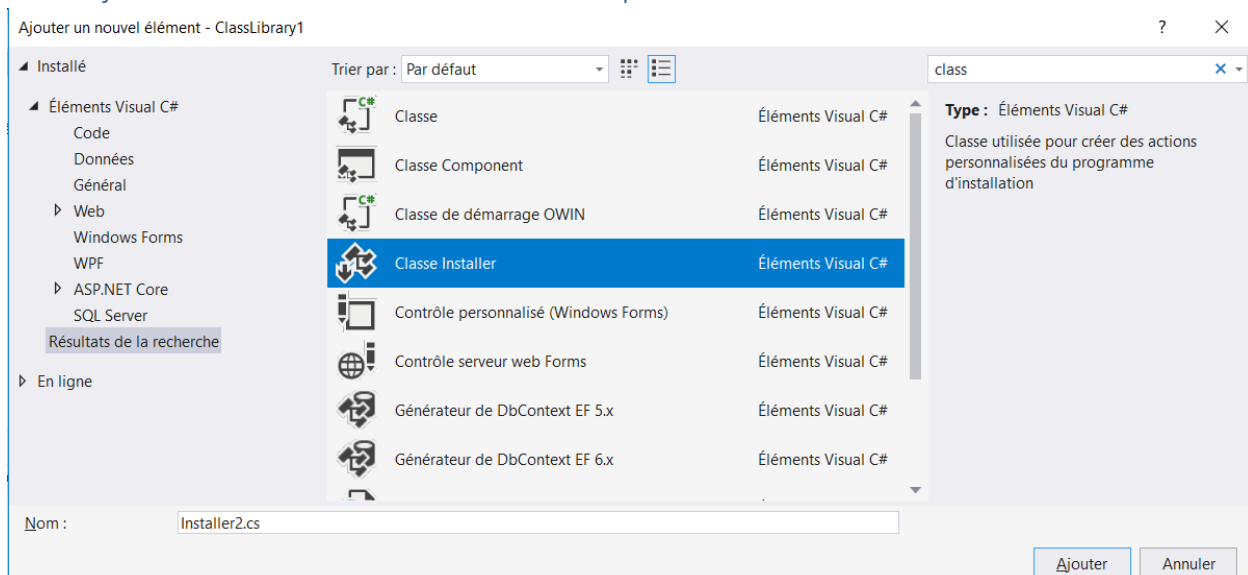 Ajouter un nouvel élément - ClassLibrary1
?
Installé
Trier par : Par défaut
class
Éléments Visual C#
Code
Données
Général
Web
Windows Forms
WPF
ASP.NET Core
SQL Server
Résultats de la recherche
En ligne
Classe Éléments Visual C#
Classe Component Éléments Visual C#
Classe de démarrage OWIN Éléments Visual C#
Classe Installer Éléments Visual C#
Contrôle personnalisé (Windows Forms) Éléments Visual C#
Contrôle serveur web Forms Éléments Visual C#
Générateur de DbContext EF 5.x Éléments Visual C#
Générateur de DbContext EF 6.x Éléments Visual C#
Type : Éléments Visual C#
Classe utilisée pour créer des actions
personnalisées du programme
d'installation
Nom : Installer2.cs
Ajouter Annuler